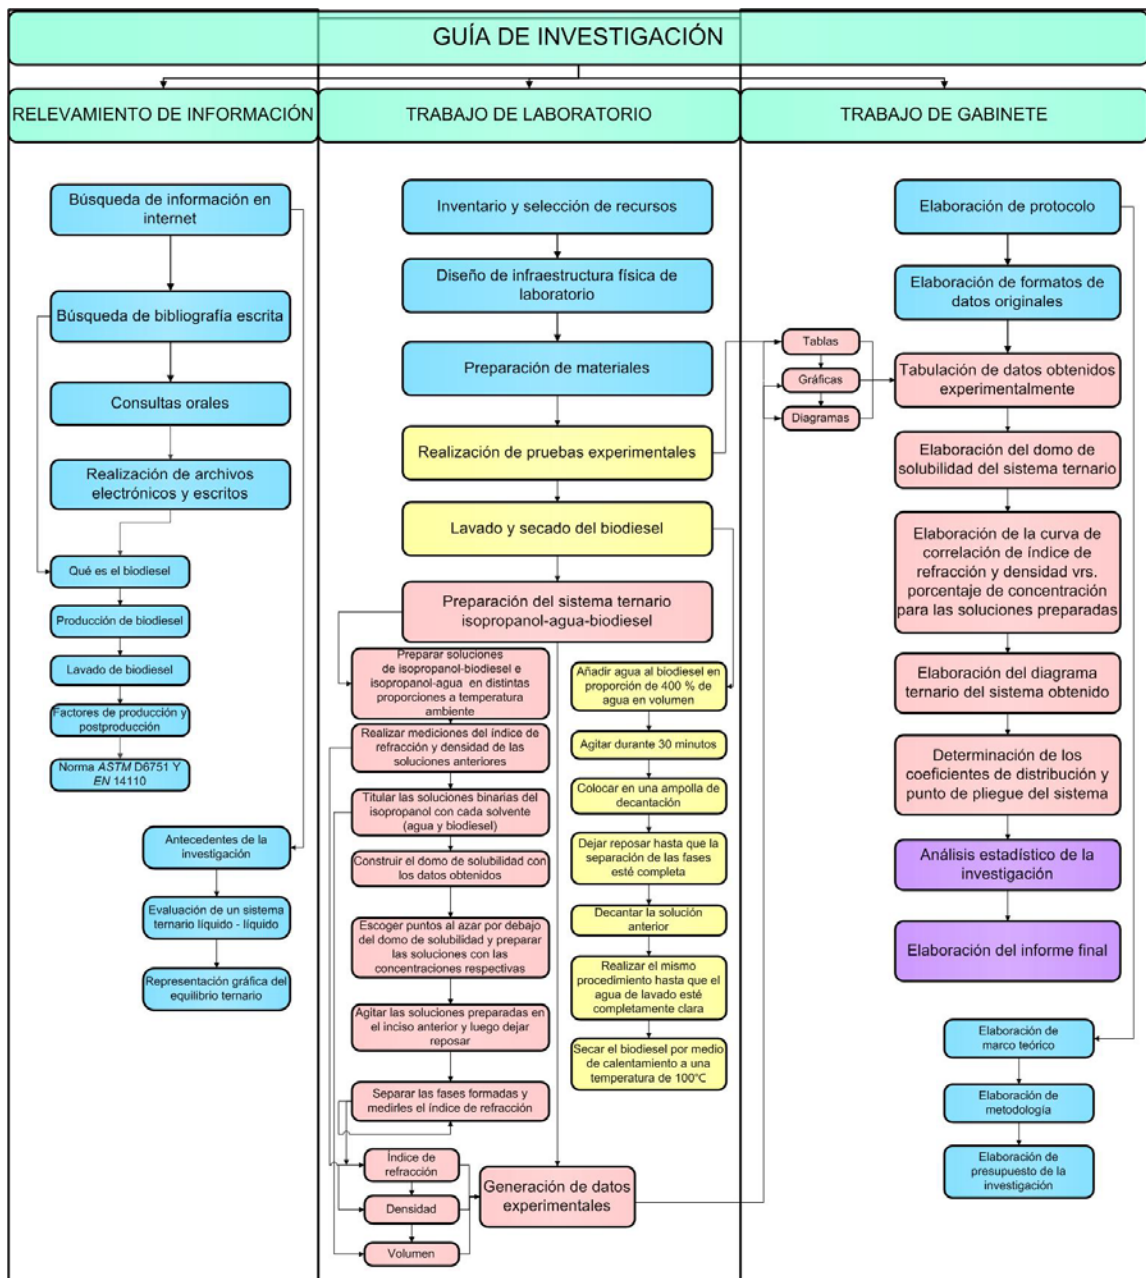 GUÍA DE INVESTIGACIÓN
RELEVAMIENTO DE INFORMACIÓN
TRABAJO DE LABORATORIO
TRABAJO DE GABINETE
Búsqueda de información en
internet
Búsqueda de bibliografía escrita
Consultas orales
Realización de archivos
electrónicos y escritos
Qué es el biodiesel
Producción de biodiesel
Lavado de biodiesel
Factores de producción y
postproducción
Norma ASTM D6751 Y
EN 14110
Antecedentes de la
investigación
Evaluación de un sistema
ternario líquido - líquido
Representación gráfica del
equilibrio ternario
Inventario y selección de recursos
Diseño de infraestructura física de
laboratorio
Preparación de materiales
Realización de pruebas experimentales
Lavado y secado del biodiesel
Preparación del sistema ternario
isopropanol-agua-biodiesel
Preparar soluciones
de isopropanol-biodiesel e
isopropanol-agua en distintas
proporciones a temperatura
ambiente
Realizar mediciones del índice de
refracción y densidad de las
soluciones anteriores
Titular las soluciones binarias del
isopropanol con cada solvente
(agua y biodiesel)
Construir el domo de solubilidad con
los datos obtenidos
Escoger puntos al azar por debajo
del domo de solubilidad y preparar
las soluciones con las
concentraciones respectivas
Agitar las soluciones preparadas en
el inciso anterior y luego dejar
reposar
Separar las fases formadas y
medirles el índice de refracción
Índice de
refracción
Densidad
Volumen
Generación de datos
experimentales
Añadir agua al biodiesel en
proporción de 400 % de
agua en volumen
Agitar durante 30 minutos
Colocar en una ampolla de
decantación
Dejar reposar hasta que la
separación de las fases
esté completa
Decantar la solución
anterior
Realizar el mismo
procedimiento hasta que el
agua de lavado esté
completamente clara
Secar el biodiesel por medio
de calentamiento a una
temperatura de 100°C
Tablas
Gráficas
Diagramas
Elaboración de protocolo
Elaboración de formatos de
datos originales
Tabulación de datos obtenidos
experimentalmente
Elaboración del domo de
solubilidad del sistema ternario
Elaboración de la curva de
correlación de índice de
refracción y densidad vrs.
porcentaje de concentración
para las soluciones preparadas
Elaboración del diagrama
ternario del sistema obtenido
Determinación de los
coeficientes de distribución y
punto de pliegue del sistema
Análisis estadístico de la
investigación
Elaboración del informe final
Elaboración de
marco teórico
Elaboración de
metodología
Elaboración de
presupuesto de la
investigación